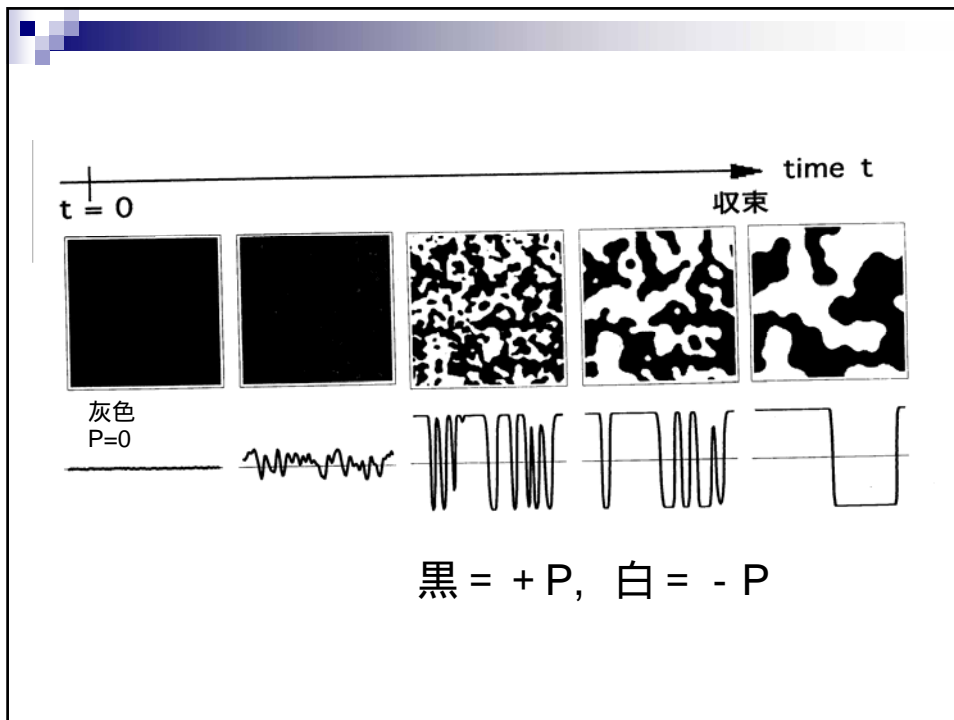 time t
t = 0
収束
灰色
P=0
黒 = + P, 白 = - P